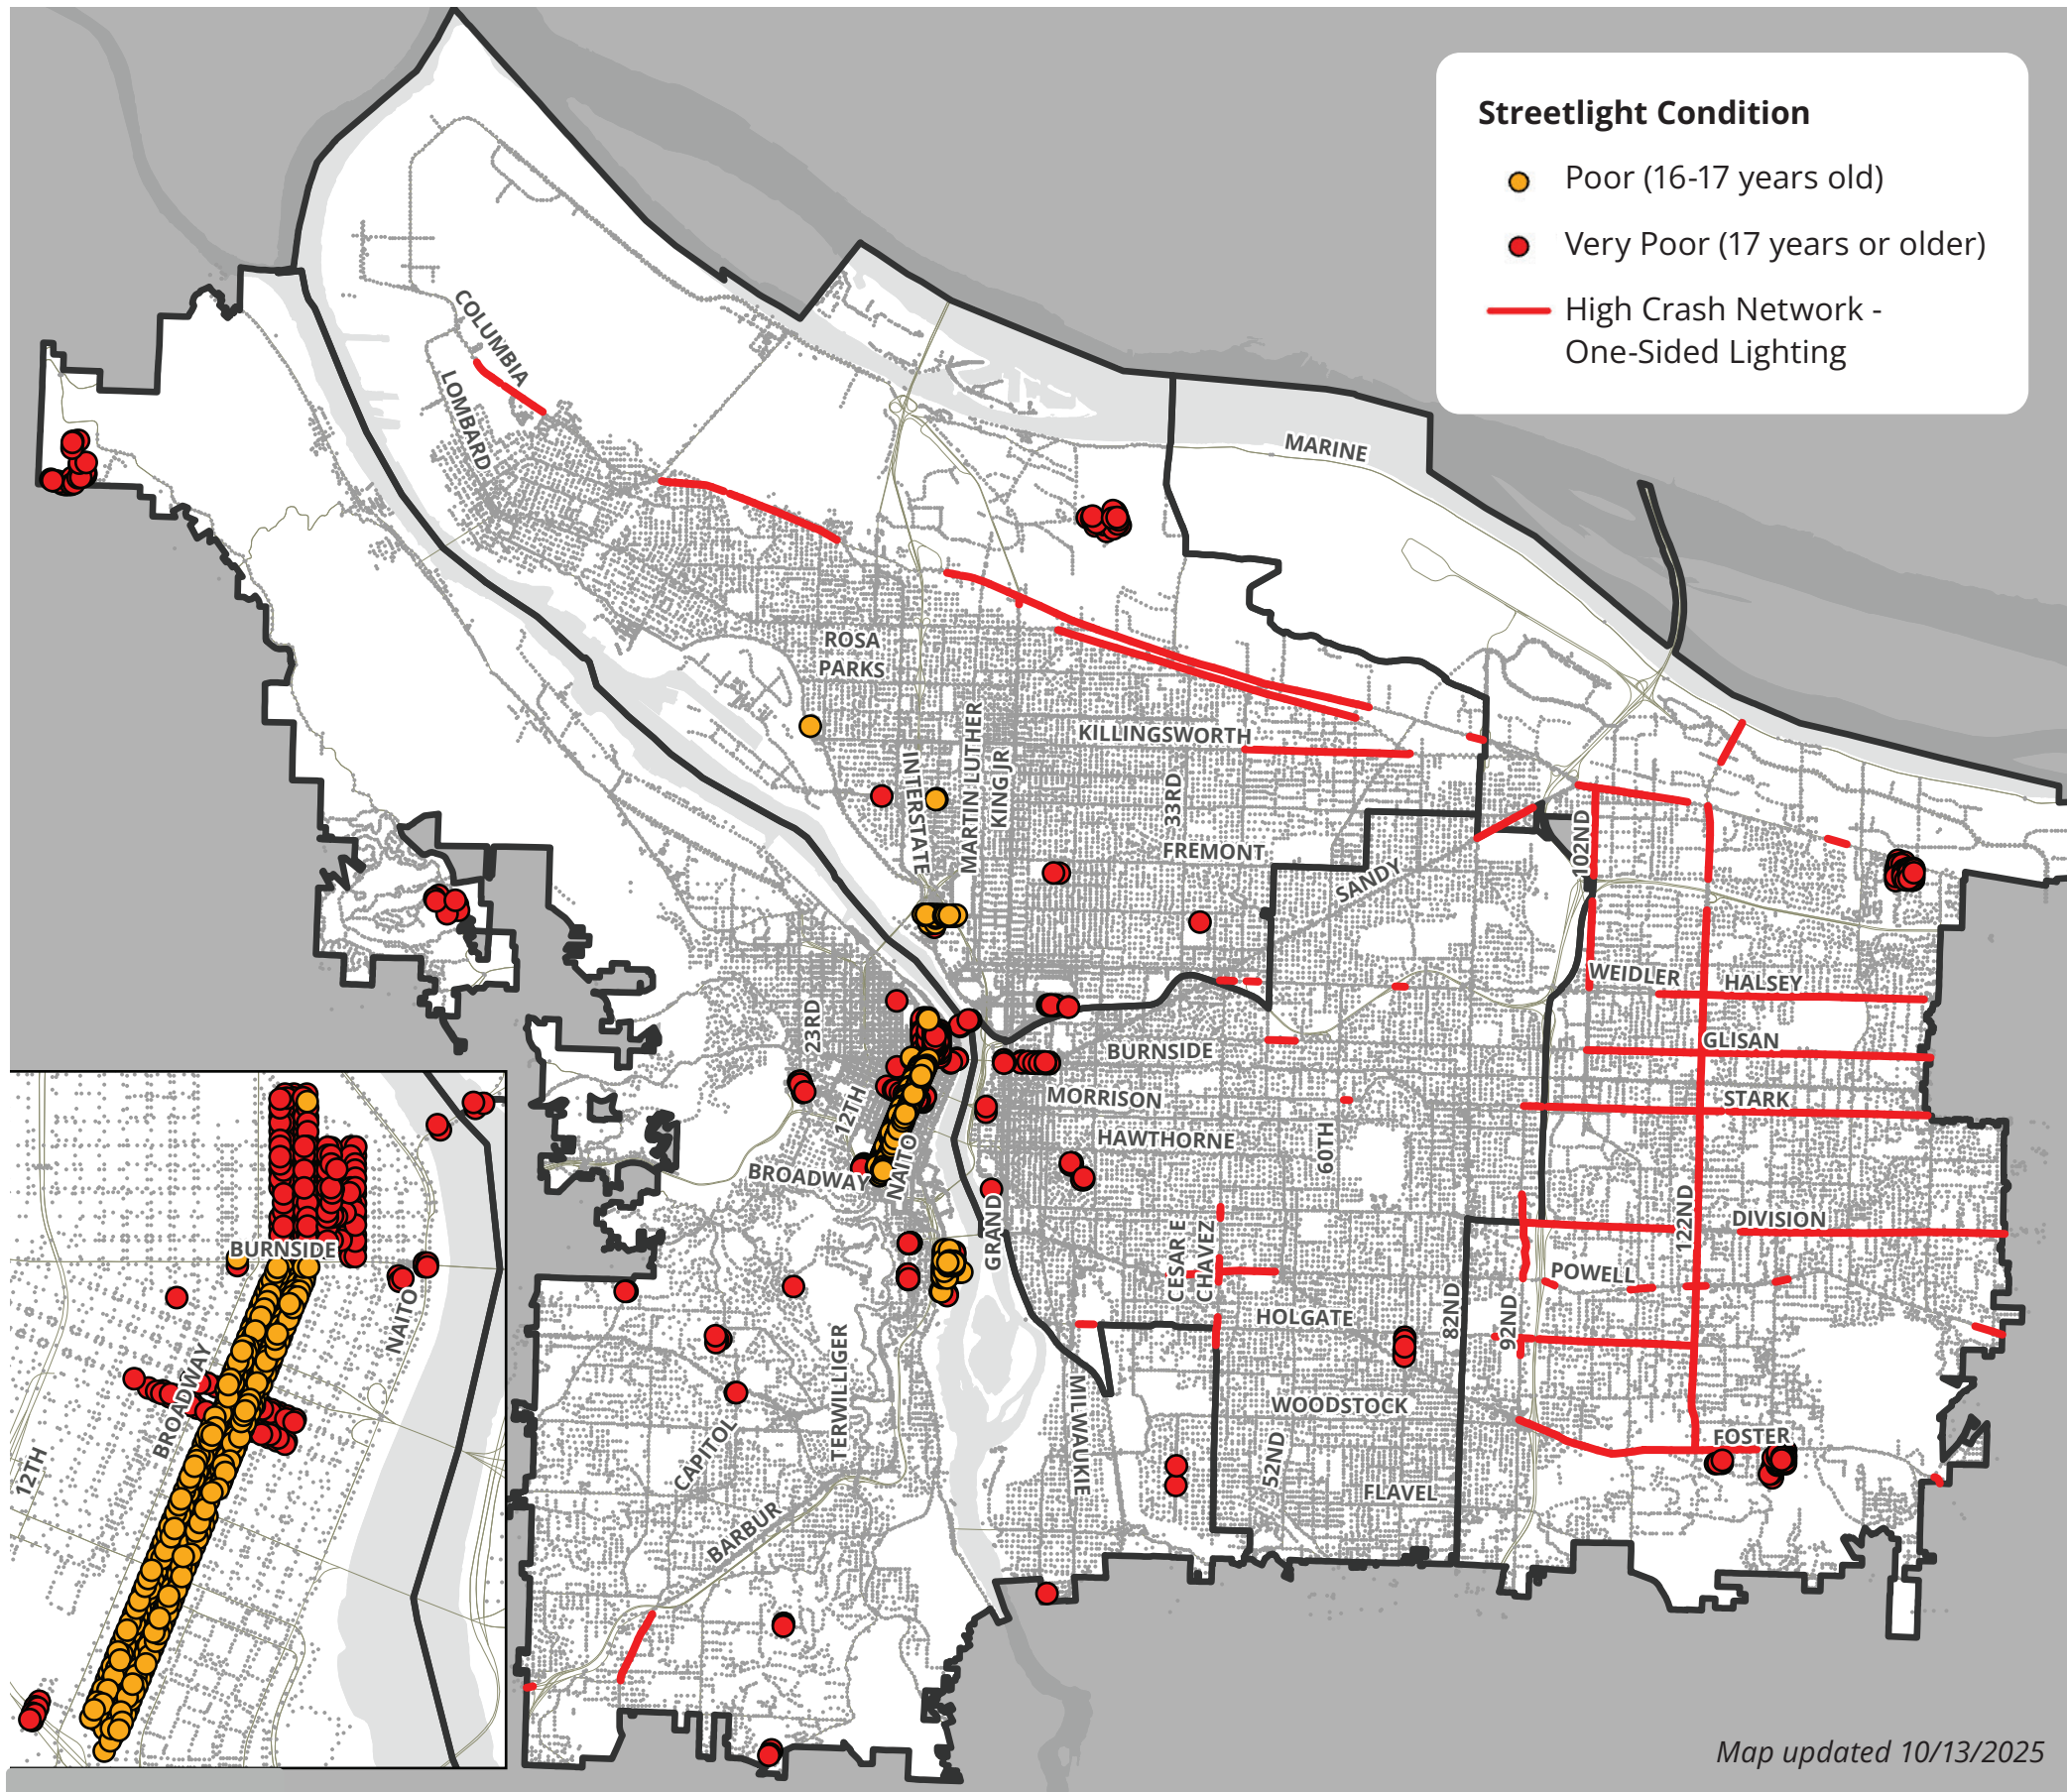 Streetlight Condition
Poor (16-17 years old)
Very Poor (17 years or older)
High Crash Network -
One-Sided Lighting
COLUMBIA
LOMBARD
MARINE
ROSA
PARKS
KILLINGSWORTH
INTERSTATE
MARTIN LUTHER
KING JR
33RD
FREMONT
SANDY
102ND
WEIDLER
HALSEY
GLISAN
23RD
BURNSIDE
MORRISON
STARK
12TH
HAWTHORNE
60TH
BROADWAY
NAITO
GRAND
CESARE
CHAVEZ
122ND
DIVISION
POWELL
HOLGATE
82ND
92ND
TERWILLIGER
CAPITOL
MILWAUKIE
WOODSTOCK
52ND
FOSTER
FLAVEL
BARBUR
BURNSIDE
NAITO
BROADWAY
12TH
Map updated 10/13/2025